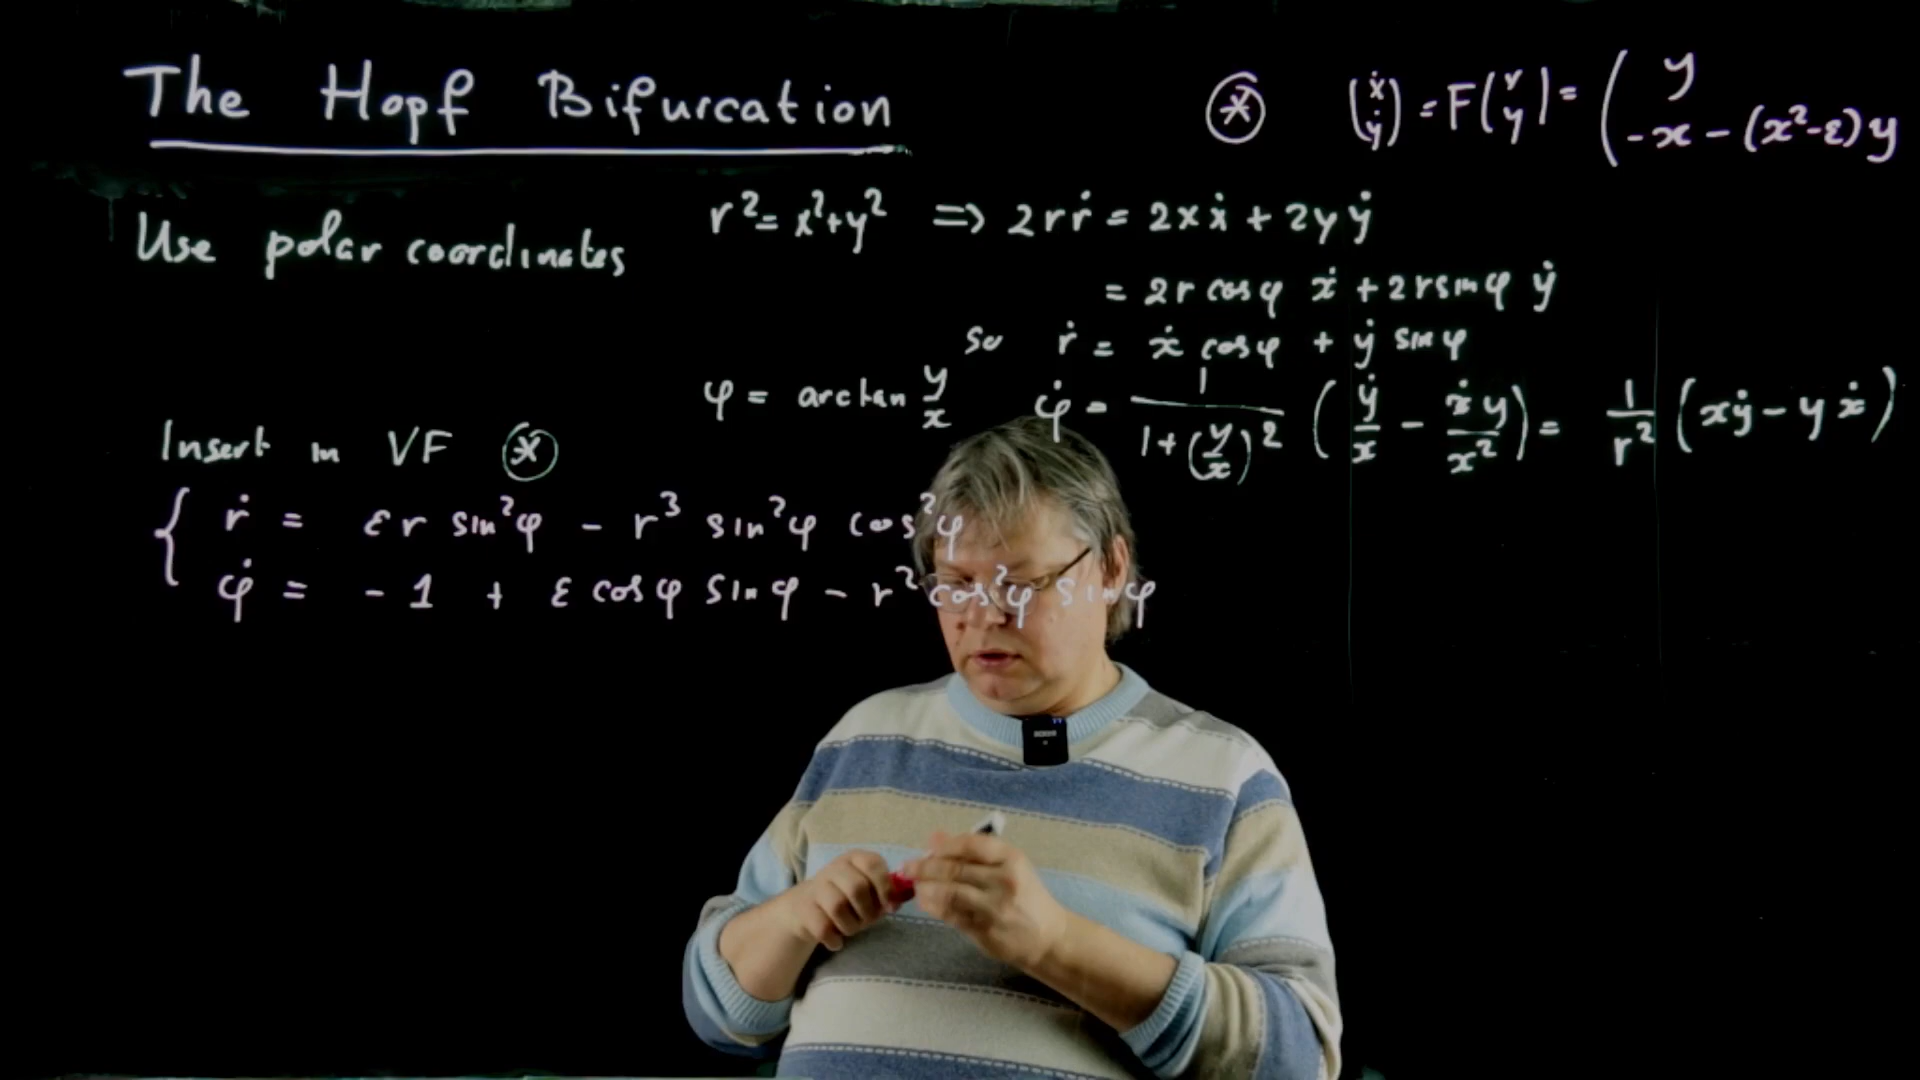 The Hopf Bifurcation
⊛ (ẋ ẏ) = F(x y) = ( y
-x - (x²-ε)y
Use polar coordinates
r² = x²+y² ⇒ 2rṙ = 2xẋ + 2yẏ
= 2r cosφ ẋ + 2r sinφ ẏ
so ṙ = ẋ cosφ + ẏ sinφ
φ = arctan y/x φ̇ = 1/(1+(y/x)²) (ẏ/x - ẋy/x²) = 1/r² (xẏ - yẋ)
Insert in VF ⊛
{ ṙ = εr sin²φ - r³ sin²φ cos²φ
φ̇ = -1 + ε cosφ sinφ - r² cos²φ sinφ